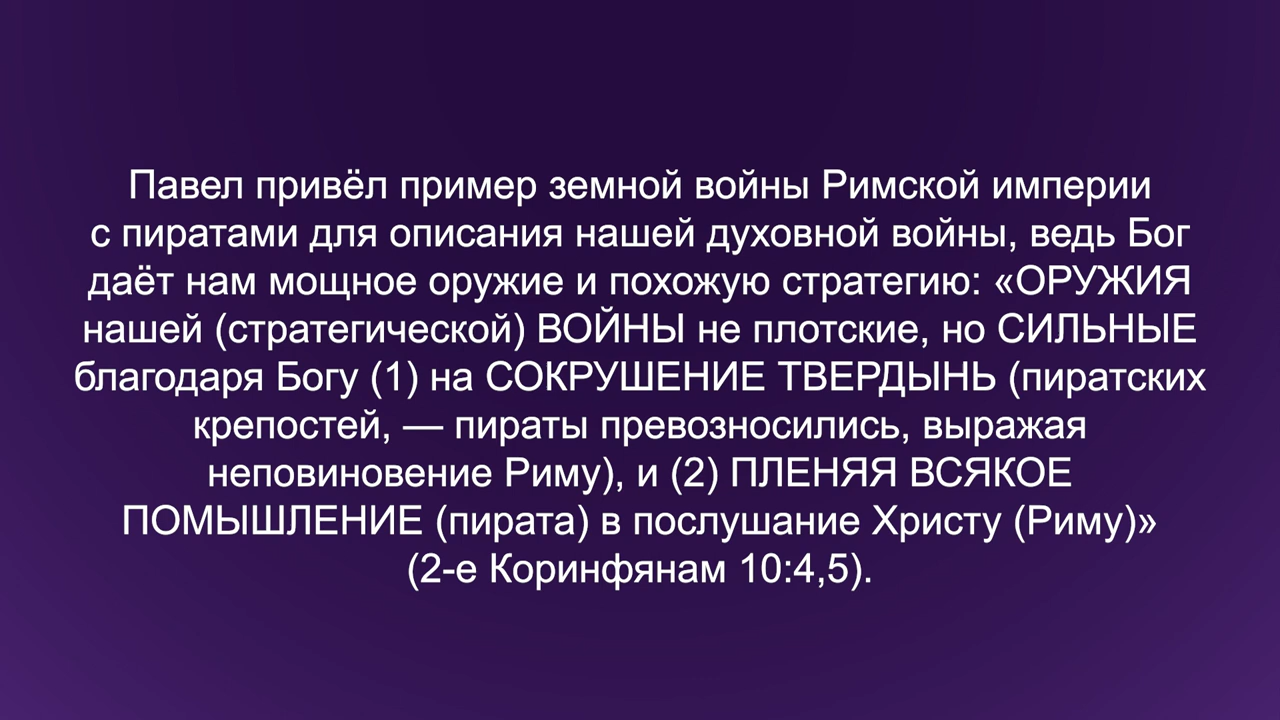 Павел привёл пример земной войны Римской империи
с пиратами для описания нашей духовной войны, ведь Бог
даёт нам мощное оружие и похожую стратегию: «ОРУЖИЯ
нашей (стратегической) ВОЙНЫ не плотские, но СИЛЬНЫЕ
благодаря Богу (1) на СОКРУШЕНИЕ ТВЕРДЫНЬ (пиратских
крепостей, — пираты превозносились, выражая
неповиновение Риму), и (2) ПЛЕНЯЯ ВСЯКОЕ
ПОМЫШЛЕНИЕ (пирата) в послушание Христу (Риму)»
(2-е Коринфянам 10:4,5).